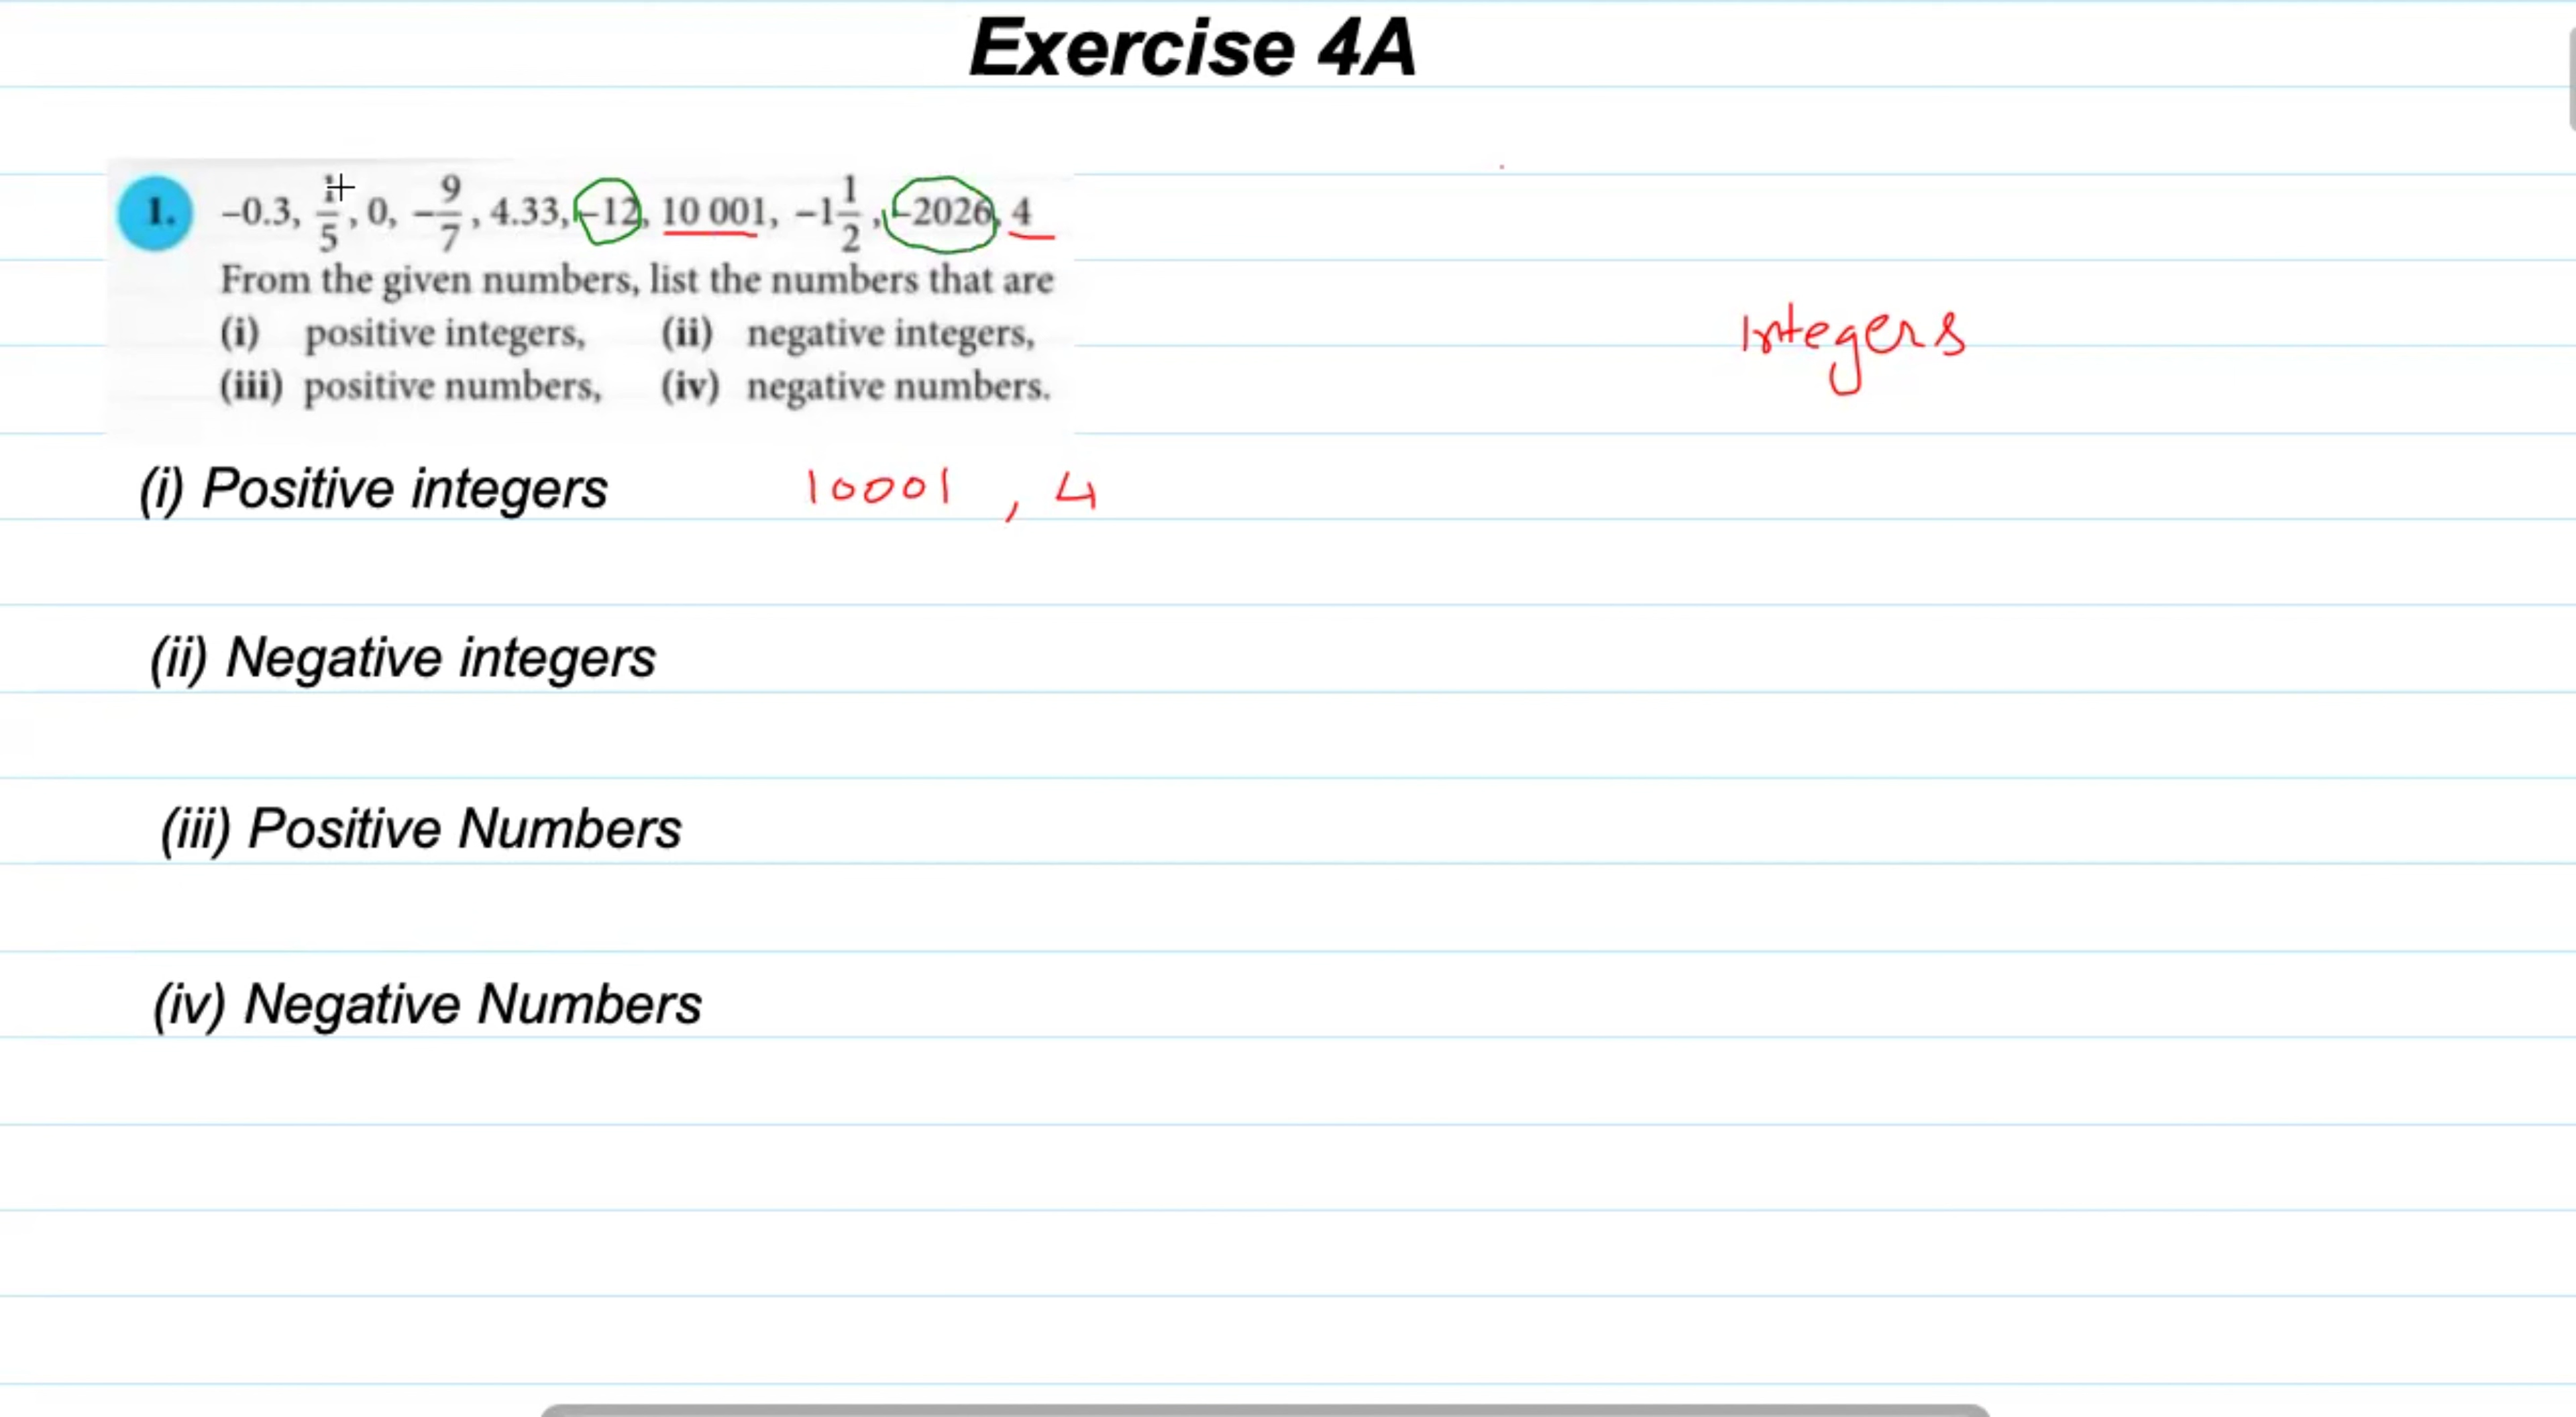 Exercise 4A
1. −0.3, 1/5, 0, −9/7, 4.33, −12, 10 001, −1 1/2, −2026, 4
From the given numbers, list the numbers that are
(i) positive integers, (ii) negative integers,
(iii) positive numbers, (iv) negative numbers.
Integers
(i) Positive integers 10001 , 4
(ii) Negative integers
(iii) Positive Numbers
(iv) Negative Numbers